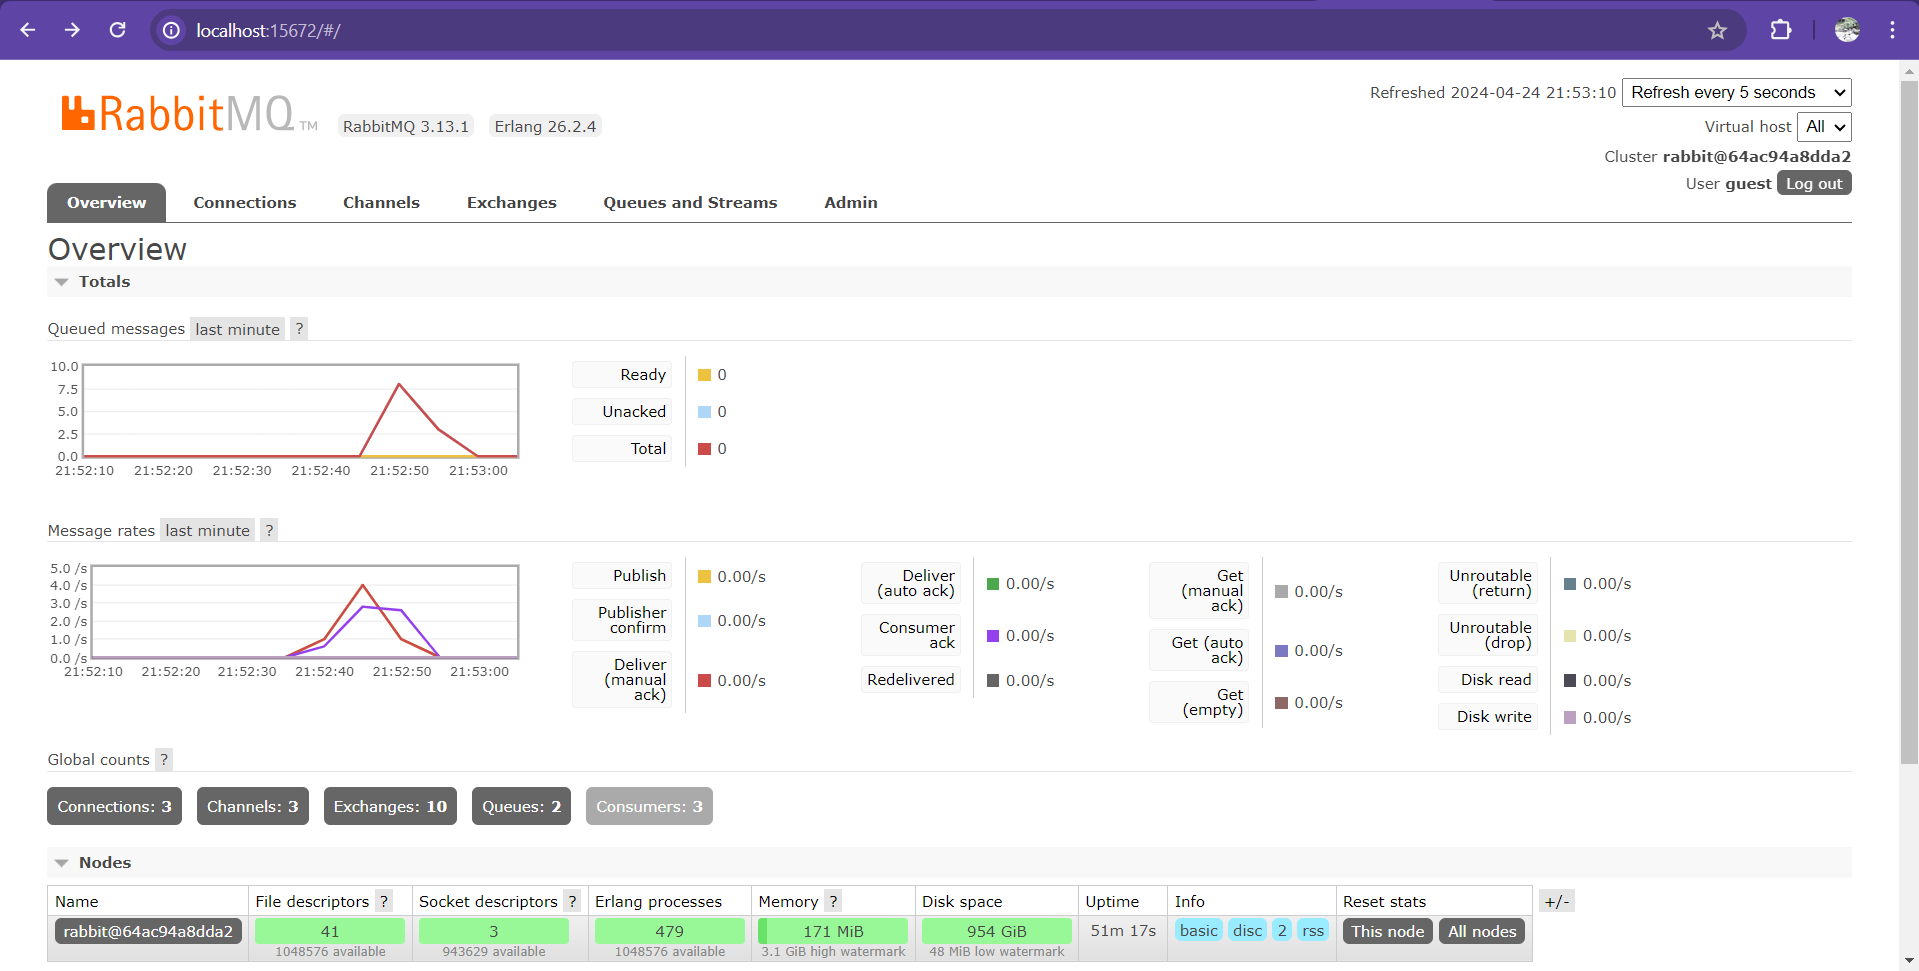 localhost:15672/#/
RabbitMQ TM RabbitMQ 3.13.1 Erlang 26.2.4
Refreshed 2024-04-24 21:53:10 Refresh every 5 seconds
Virtual host All
Cluster rabbit@64ac94a8dda2
User guest Log out
Overview Connections Channels Exchanges Queues and Streams Admin
Overview
Totals
Queued messages last minute ?
10.0
7.5
5.0
2.5
0.0
21:52:10 21:52:20 21:52:30 21:52:40 21:52:50 21:53:00
Ready 0
Unacked 0
Total 0
Message rates last minute ?
5.0 /s
4.0 /s
3.0 /s
2.0 /s
1.0 /s
0.0 /s
21:52:10 21:52:20 21:52:30 21:52:40 21:52:50 21:53:00
Publish 0.00/s
Publisher
confirm 0.00/s
Deliver
(manual
ack) 0.00/s
Deliver
(auto ack) 0.00/s
Consumer
ack 0.00/s
Redelivered 0.00/s
Get
(manual
ack) 0.00/s
Get (auto
ack) 0.00/s
Get
(empty) 0.00/s
Unroutable
(return) 0.00/s
Unroutable
(drop) 0.00/s
Disk read 0.00/s
Disk write 0.00/s
Global counts ?
Connections: 3 Channels: 3 Exchanges: 10 Queues: 2 Consumers: 3
Nodes
Name File descriptors ? Socket descriptors ? Erlang processes Memory ? Disk space Uptime Info Reset stats +/-
rabbit@64ac94a8dda2 41 3 479 171 MiB 954 GiB 51m 17s basic disc 2 rss This node All nodes
1048576 available 943629 available 1048576 available 3.1 GiB high watermark 48 MiB low watermark